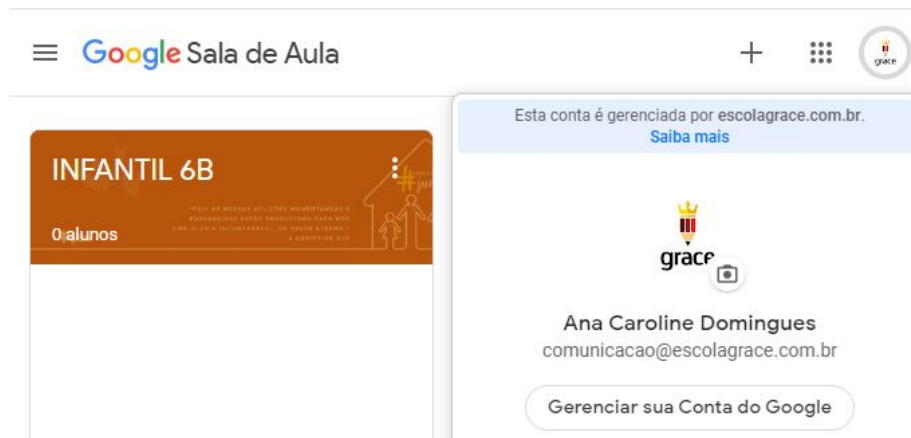 Google Sala de Aula
grace
Esta conta é gerenciada por escolagrace.com.br.
Saiba mais
INFANTIL 6B
0 alunos
grace
Ana Caroline Domingues
comunicacao@escolagrace.com.br
Gerenciar sua Conta do Google